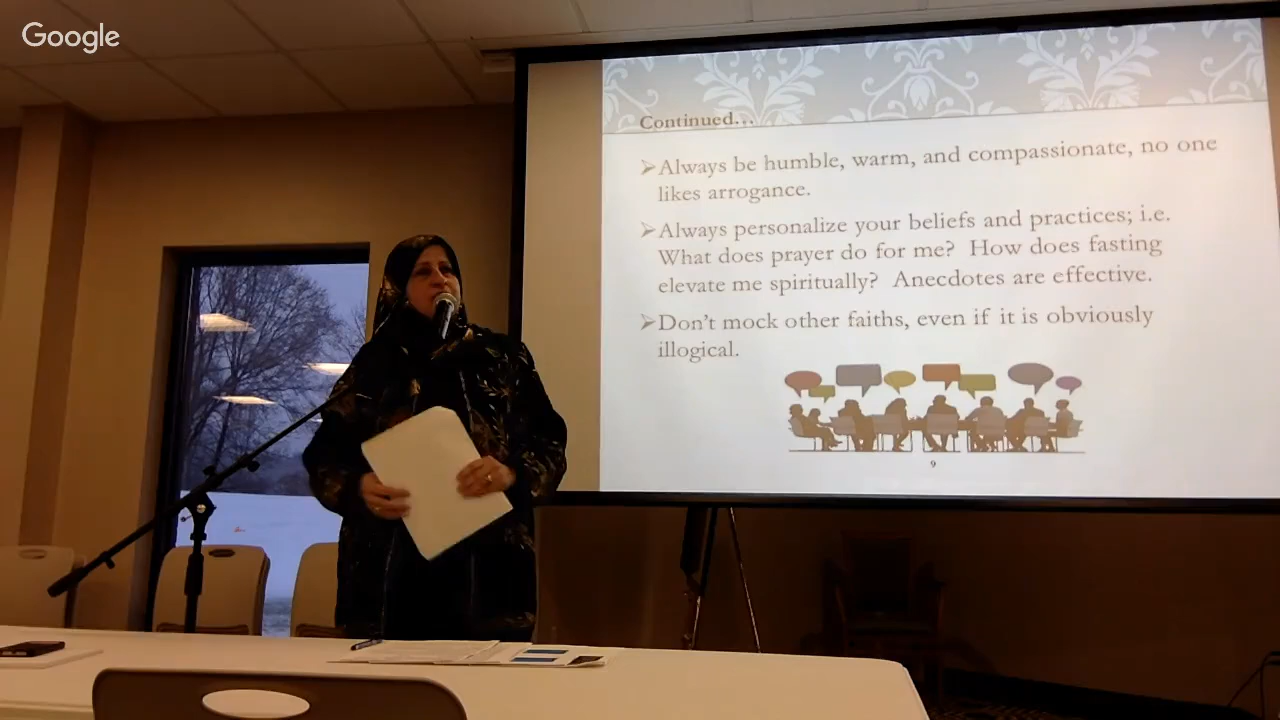 Google
Continued...
➢Always be humble, warm, and compassionate, no one
likes arrogance.
➢Always personalize your beliefs and practices; i.e.
What does prayer do for me? How does fasting
elevate me spiritually? Anecdotes are effective.
➢Don't mock other faiths, even if it is obviously
illogical.
9